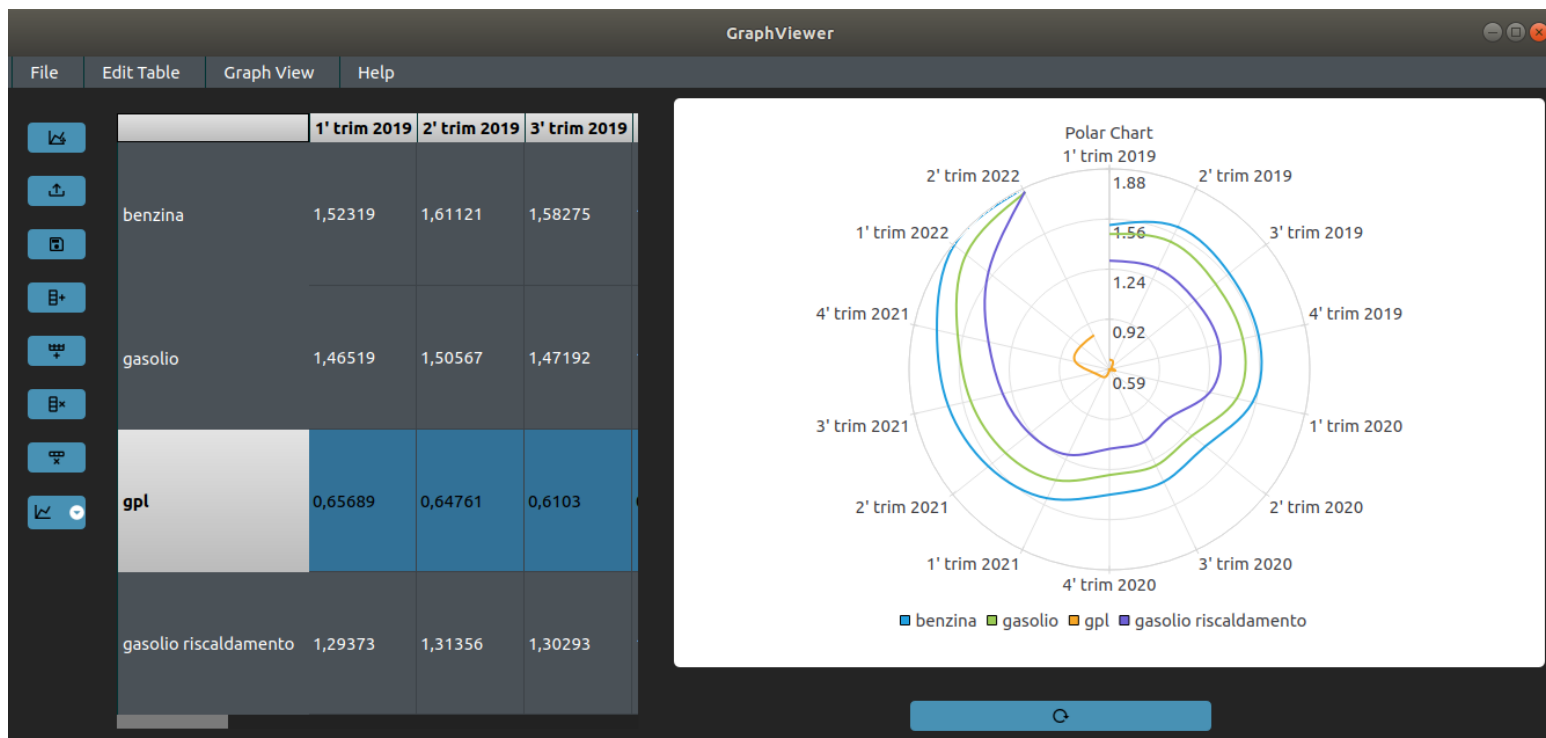 GraphViewer
File Edit Table Graph View Help
1' trim 2019 2' trim 2019 3' trim 2019
benzina 1,52319 1,61121 1,58275
gasolio 1,46519 1,50567 1,47192
gpl 0,65689 0,64761 0,6103
gasolio riscaldamento 1,29373 1,31356 1,30293
Polar Chart
1' trim 2019
2' trim 2019
3' trim 2019
4' trim 2019
1' trim 2020
2' trim 2020
3' trim 2020
4' trim 2020
1' trim 2021
2' trim 2021
3' trim 2021
4' trim 2021
1' trim 2022
2' trim 2022
1.88
1.56
1.24
0.92
0.59
benzina gasolio gpl gasolio riscaldamento